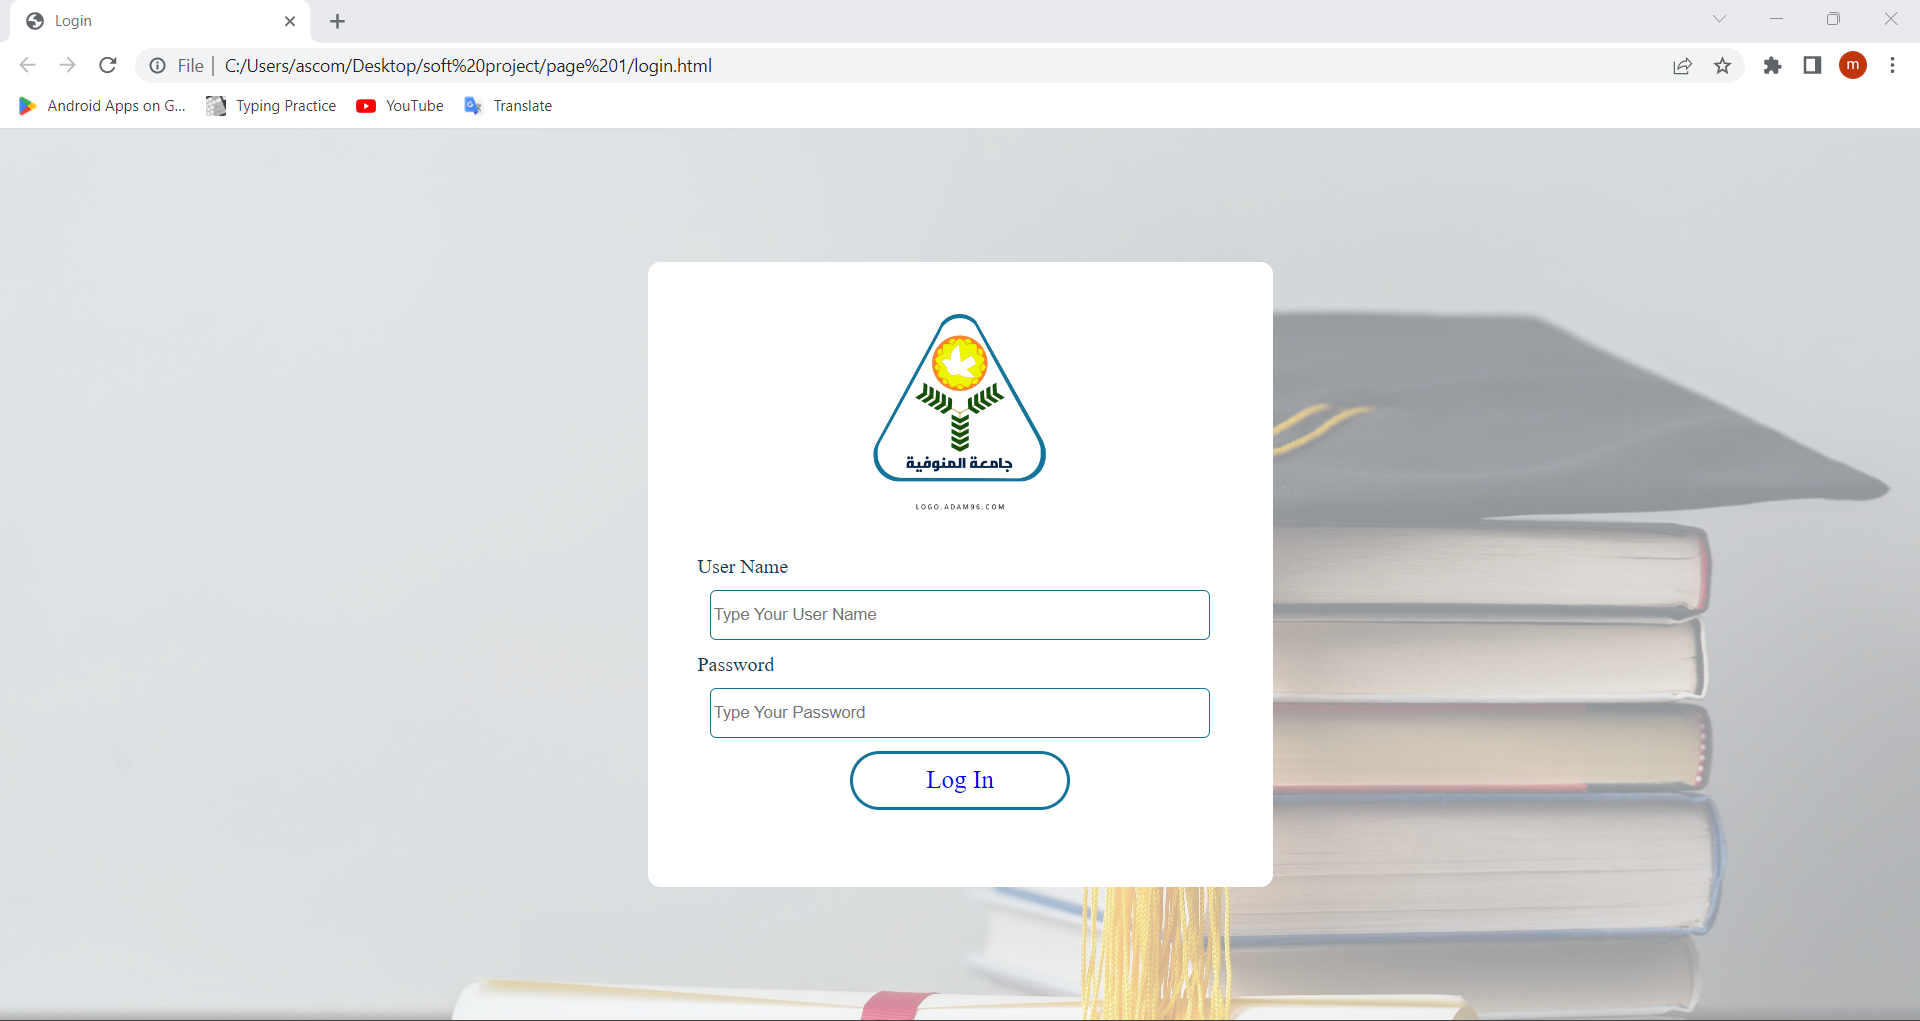 Login
File
C:/Users/ascom/Desktop/soft%20project/page%201/login.html
m
Android Apps on G...
Typing Practice
YouTube
Translate
جامعة المنوفية
LOGO.ADAM96.COM
User Name
Type Your User Name
Password
Type Your Password
Log In